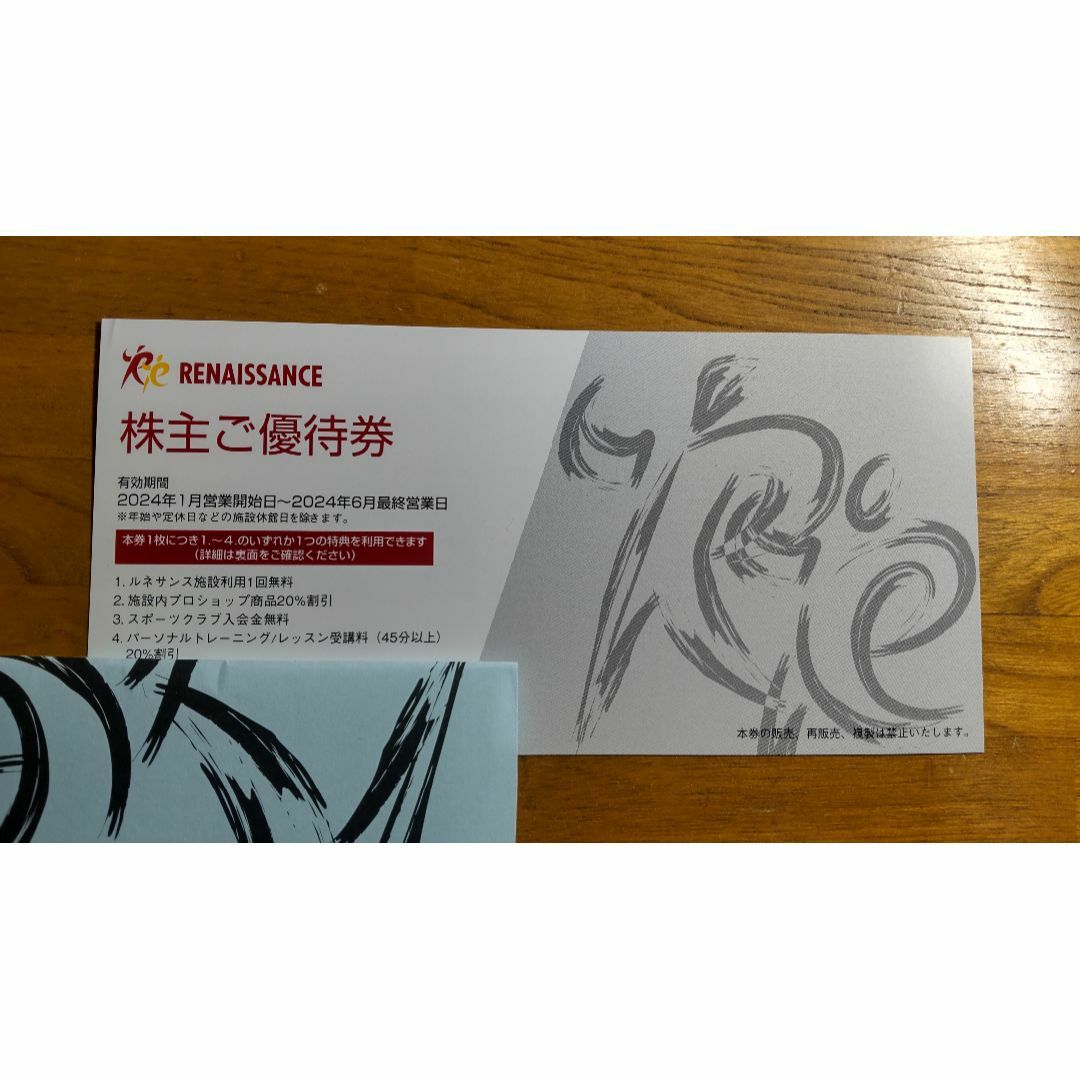 Re RENAISSANCE
株主ご優待券
有効期間
2024年1月営業開始日～2024年6月最終営業日
※年始や定休日などの施設休館日を除きます。
本券1枚につき1.～4.のいずれか1つの特典を利用できます
(詳細は裏面をご確認ください)
1. ルネサンス施設利用1回無料
2. 施設内プロショップ商品20%割引
3. スポーツクラブ入会金無料
4. パーソナルトレーニング/レッスン受講料（45分以上）
20%割引
Re
本券の販売、再販売、複製は禁止いたします。